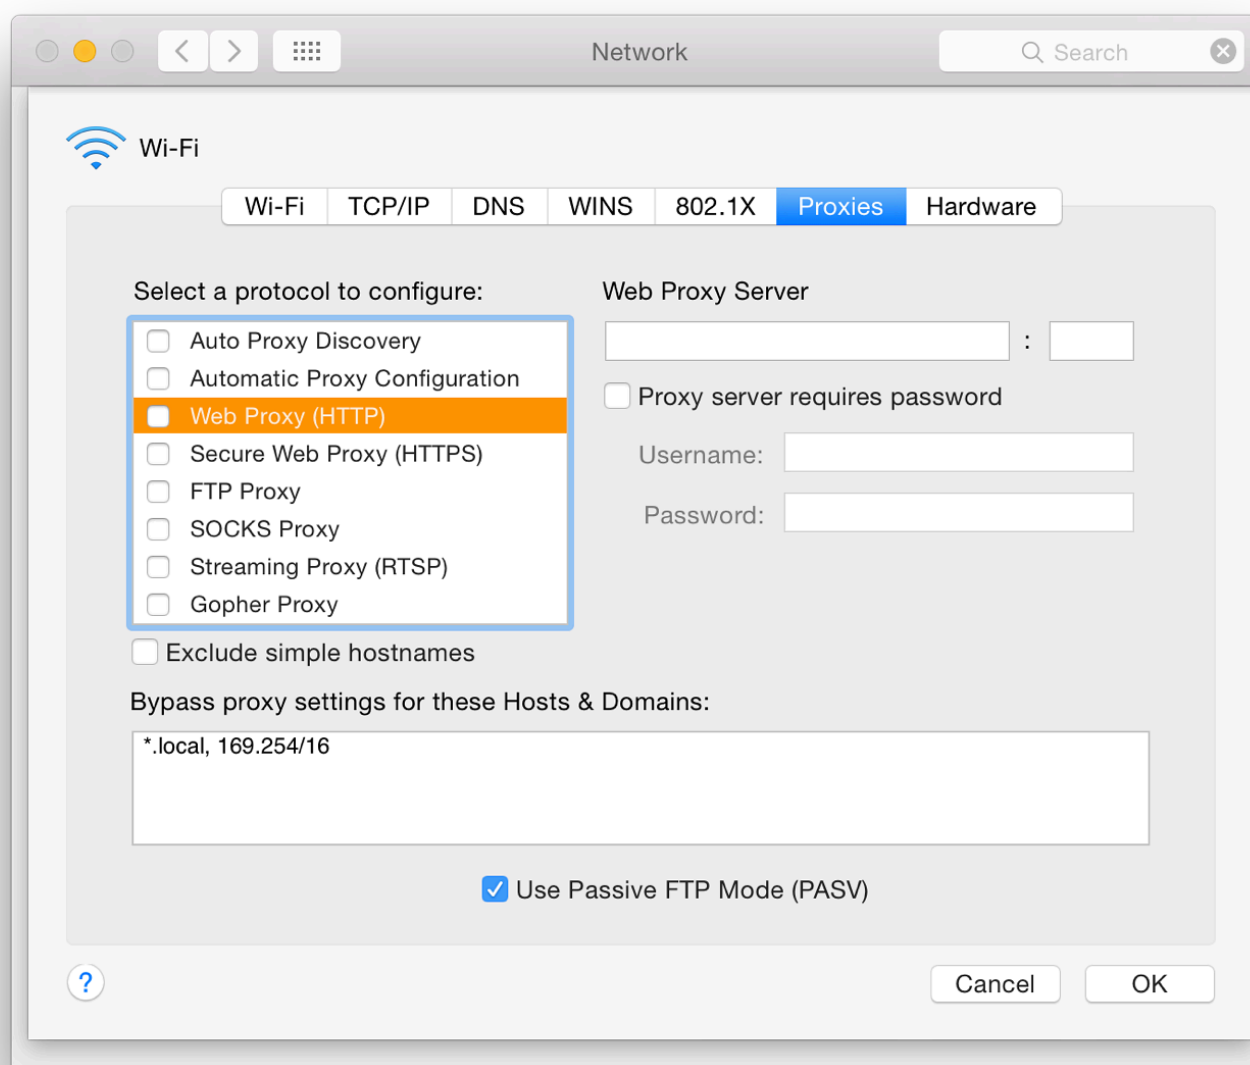 Network
Search
Wi-Fi
Wi-Fi TCP/IP DNS WINS 802.1X Proxies Hardware
Select a protocol to configure:
Auto Proxy Discovery
Automatic Proxy Configuration
Web Proxy (HTTP)
Secure Web Proxy (HTTPS)
FTP Proxy
SOCKS Proxy
Streaming Proxy (RTSP)
Gopher Proxy
Exclude simple hostnames
Web Proxy Server
:
Proxy server requires password
Username:
Password:
Bypass proxy settings for these Hosts & Domains:
*.local, 169.254/16
Use Passive FTP Mode (PASV)
?
Cancel
OK